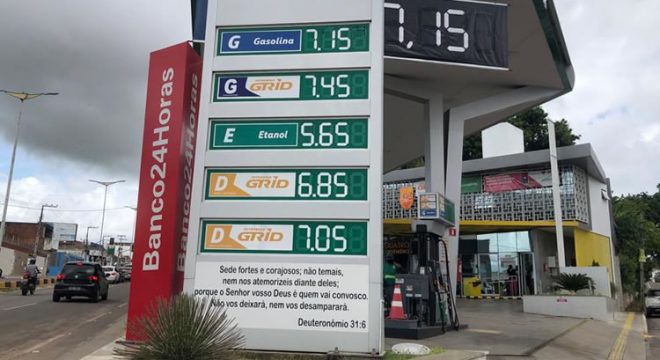 7,15
G Gasolina 7.15
G GRID 7.45
E Etanol 5.65
D GRID 6.85
D GRID 7.05
Banco24Horas
Banco24Horas
Sede fortes e corajosos; não temais,
nem nos atemorizeis diante deles;
porque o Senhor vosso Deus é quem vai convosco.
Não vos deixará, nem vos desamparará.
Deuteronômio 31:6